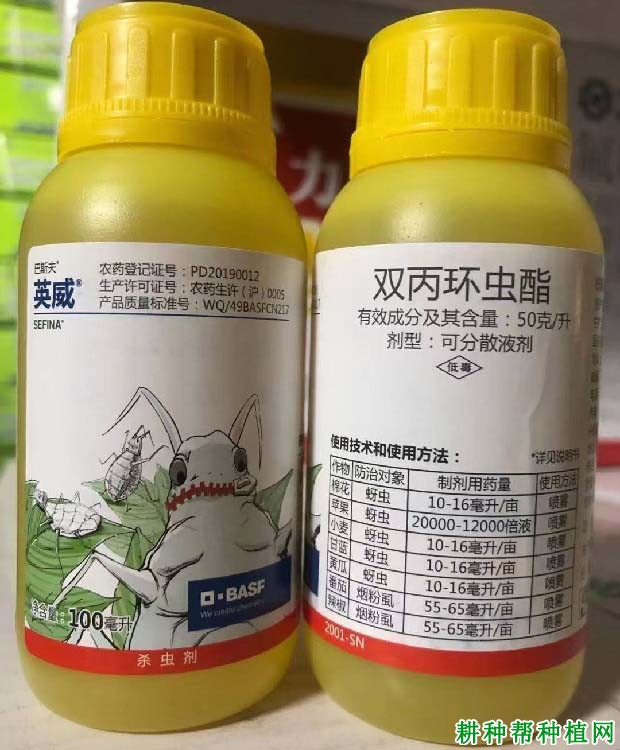 巴斯夫®
英威®
SEFINA®
农药登记证号：PD20190012
生产许可证号：农药生许（沪）0005
产品质量标准号：WQ/49BASFCN217
BASF
We create chemistry
净含量：100毫升
杀虫剂
力
双丙环虫酯
有效成分及其含量：50克/升
剂型：可分散液剂
低毒
使用技术和使用方法： *详见说明书
作物 防治对象 制剂用药量 使用方法
棉花 蚜虫 10-16毫升/亩 喷雾
苹果 蚜虫 20000-12000倍液 喷雾
小麦 蚜虫 10-16毫升/亩 喷雾
甘蓝 蚜虫 10-16毫升/亩 喷雾
黄瓜 蚜虫 10-16毫升/亩 喷雾
番茄 烟粉虱 55-65毫升/亩 喷雾
辣椒 烟粉虱 55-65毫升/亩 喷雾
2001-SN
耕种帮种植网